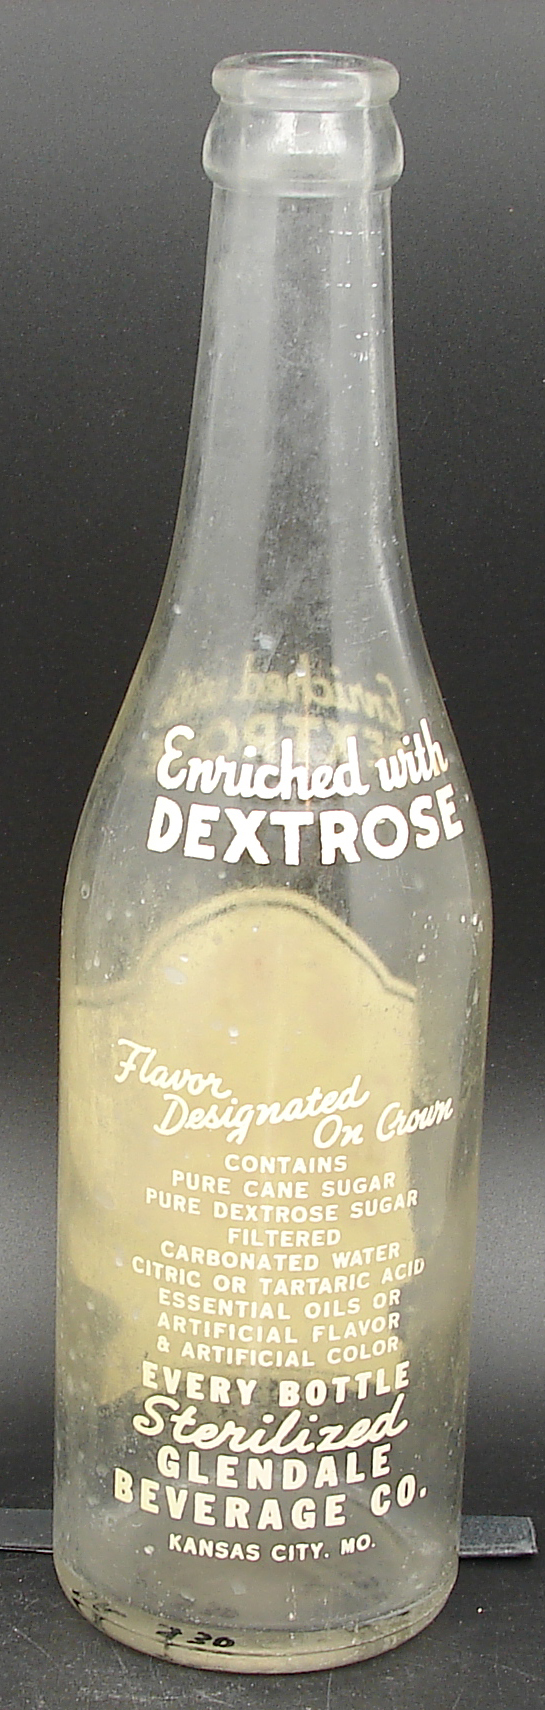 Enriched with
DEXTROSE
Flavor
Designated
On Crown
CONTAINS
PURE CANE SUGAR
PURE DEXTROSE SUGAR
FILTERED
CARBONATED WATER
CITRIC OR TARTARIC ACID
ESSENTIAL OILS OR
ARTIFICIAL FLAVOR
& ARTIFICIAL COLOR
EVERY BOTTLE
Sterilized
GLENDALE
BEVERAGE CO.
KANSAS CITY. MO.